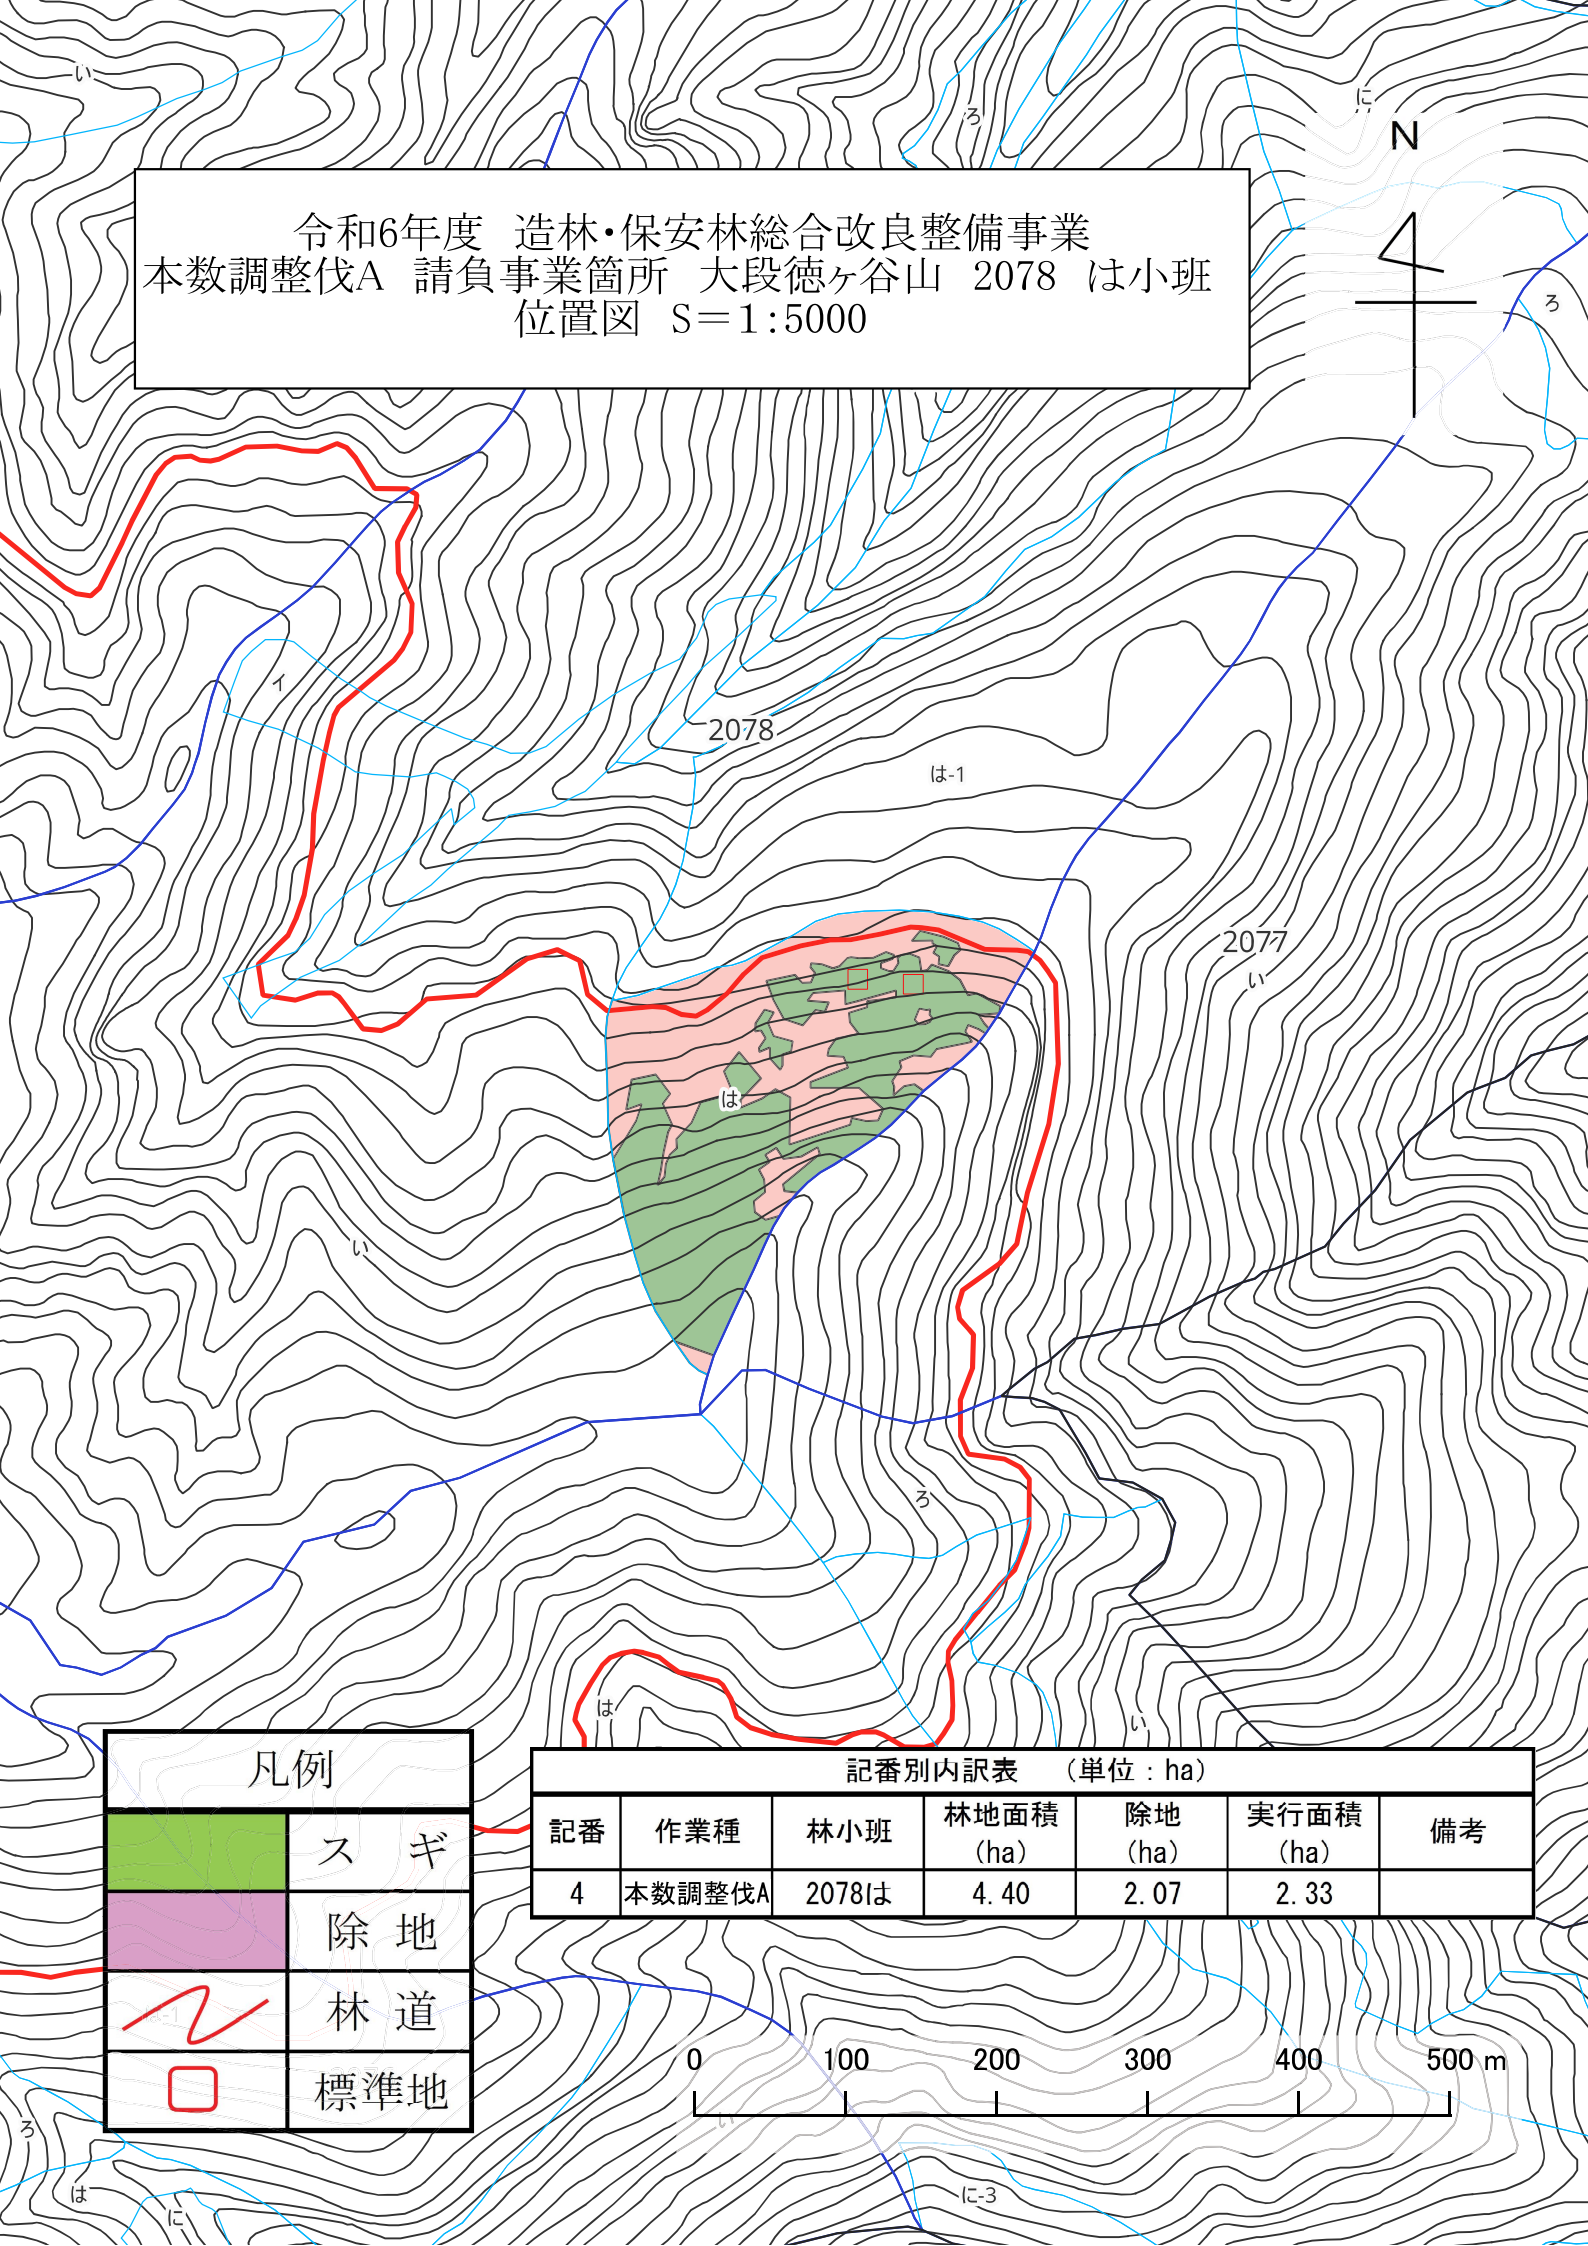 い
ろ
に
N
令和6年度　造林・保安林総合改良整備事業
本数調整伐A　請負事業箇所　大段徳ヶ谷山　2078　は小班
位置図　S＝1:5000
ろ
イ
2078
は-1
2077
い
は
い
ろ
は
い
凡例
スギ
除地
林道
標準地
記番別内訳表　（単位：ha）
記番 作業種 林小班 林地面積（ha） 除地（ha） 実行面積（ha） 備考
4 本数調整伐A 2078は 4.40 2.07 2.33
0 100 200 300 400 500 m
い
ろ
は
に
に-3